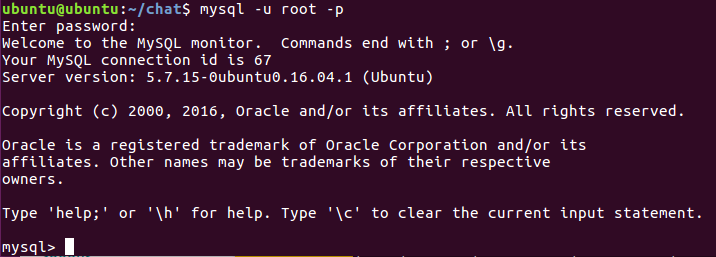 ubuntu@ubuntu:~/chat$ mysql -u root -p
Enter password:
Welcome to the MySQL monitor.  Commands end with ; or \g.
Your MySQL connection id is 67
Server version: 5.7.15-0ubuntu0.16.04.1 (Ubuntu)

Copyright (c) 2000, 2016, Oracle and/or its affiliates. All rights reserved.

Oracle is a registered trademark of Oracle Corporation and/or its
affiliates. Other names may be trademarks of their respective
owners.

Type 'help;' or '\h' for help. Type '\c' to clear the current input statement.

mysql>